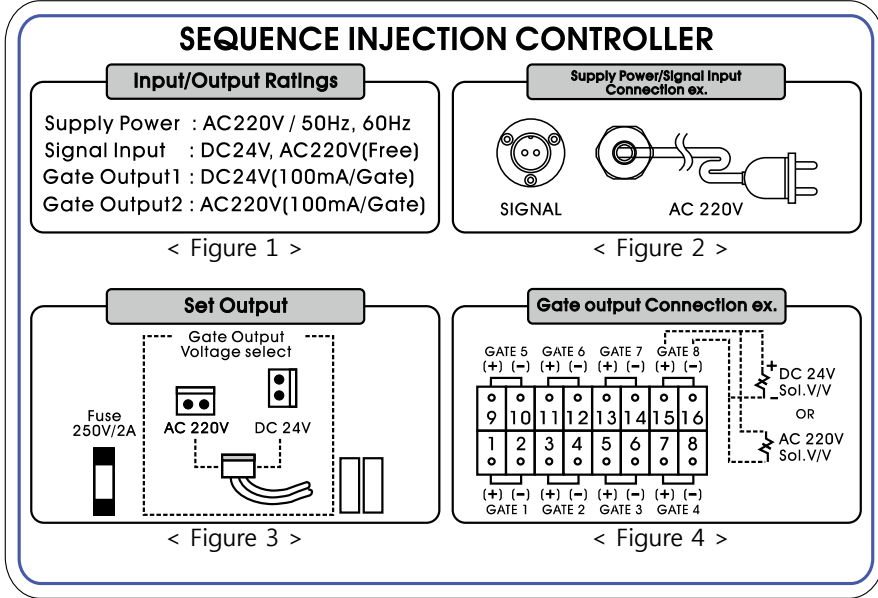 SEQUENCE INJECTION CONTROLLER
Input/Output Ratings
Supply Power : AC220V / 50Hz, 60Hz
Signal Input : DC24V, AC220V(Free)
Gate Output1 : DC24V(100mA/Gate)
Gate Output2 : AC220V(100mA/Gate)
< Figure 1 >
Supply Power/Signal Input
Connection ex.
SIGNAL
AC 220V
< Figure 2 >
Set Output
Gate Output
Voltage select
AC 220V
DC 24V
Fuse
250V/2A
< Figure 3 >
Gate output Connection ex.
GATE 5 GATE 6 GATE 7 GATE 8
(+) (-) (+) (-) (+) (-) (+) (-)
9 10 11 12 13 14 15 16
1 2 3 4 5 6 7 8
(+) (-) (+) (-) (+) (-) (+) (-)
GATE 1 GATE 2 GATE 3 GATE 4
+
DC 24V
Sol.V/V
-
OR
AC 220V
Sol.V/V
< Figure 4 >